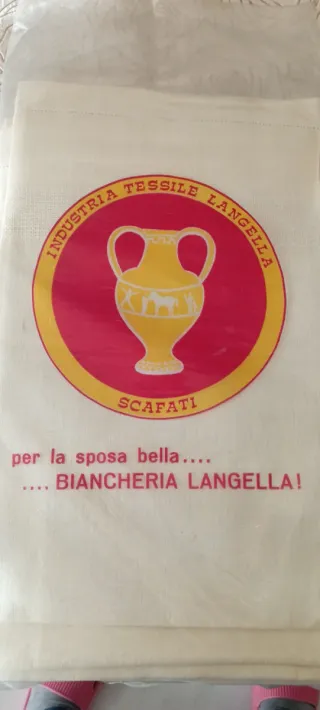 INDUSTRIA TESSILE LANGELLA
SCAFATI
per la sposa bella....
.... BIANCHERIA LANGELLA!